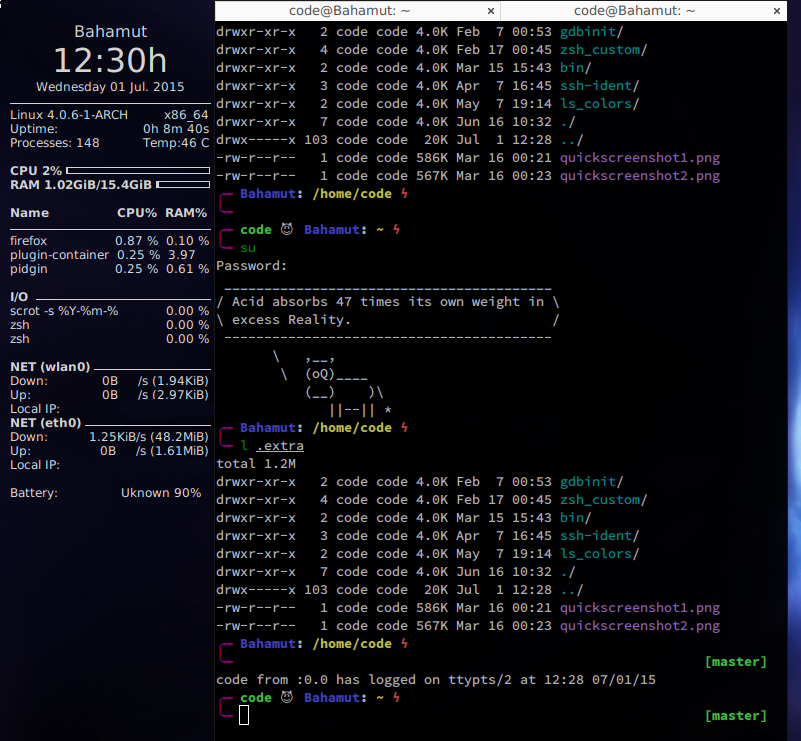 Bahamut
12:30h
Wednesday 01 Jul. 2015
Linux 4.0.6-1-ARCH x86_64
Uptime: 0h 8m 40s
Processes: 148 Temp:46 C
CPU 2%
RAM 1.02GiB/15.4GiB
Name CPU% RAM%
firefox 0.87 % 0.10 %
plugin-container 0.25 % 3.97
pidgin 0.25 % 0.61 %
I/O
scrot -s %Y-%m-% 0.00 %
zsh 0.00 %
zsh 0.00 %
NET (wlan0)
Down: 0B /s (1.94KiB)
Up: 0B /s (2.97KiB)
Local IP:
NET (eth0)
Down: 1.25KiB/s (48.2MiB)
Up: 0B /s (1.61MiB)
Local IP:
Battery: Uknown 90%
code@Bahamut: ~ × code@Bahamut: ~ ×
drwxr-xr-x 2 code code 4.0K Feb 7 00:53 gdbinit/
drwxr-xr-x 4 code code 4.0K Feb 17 00:45 zsh_custom/
drwxr-xr-x 2 code code 4.0K Mar 15 15:43 bin/
drwxr-xr-x 3 code code 4.0K Apr 7 16:45 ssh-ident/
drwxr-xr-x 2 code code 4.0K May 7 19:14 ls_colors/
drwxr-xr-x 7 code code 4.0K Jun 16 10:32 ./
drwx-----x 103 code code 20K Jul 1 12:28 ../
-rw-r--r-- 1 code code 586K Mar 16 00:21 quickscreenshot1.png
-rw-r--r-- 1 code code 567K Mar 16 00:23 quickscreenshot2.png
Bahamut: /home/code ϟ
code 😈 Bahamut: ~ ϟ
su
Password:
_________________________________________
/ Acid absorbs 47 times its own weight in \
\ excess Reality. /
-----------------------------------------
\ ,__,
\ (oQ)____
(__) )\
||--|| *
Bahamut: /home/code ϟ
l .extra
total 1.2M
drwxr-xr-x 2 code code 4.0K Feb 7 00:53 gdbinit/
drwxr-xr-x 4 code code 4.0K Feb 17 00:45 zsh_custom/
drwxr-xr-x 2 code code 4.0K Mar 15 15:43 bin/
drwxr-xr-x 3 code code 4.0K Apr 7 16:45 ssh-ident/
drwxr-xr-x 2 code code 4.0K May 7 19:14 ls_colors/
drwxr-xr-x 7 code code 4.0K Jun 16 10:32 ./
drwx-----x 103 code code 20K Jul 1 12:28 ../
-rw-r--r-- 1 code code 586K Mar 16 00:21 quickscreenshot1.png
-rw-r--r-- 1 code code 567K Mar 16 00:23 quickscreenshot2.png
Bahamut: /home/code ϟ
[master]
code from :0.0 has logged on ttypts/2 at 12:28 07/01/15
code 😈 Bahamut: ~ ϟ
[master]